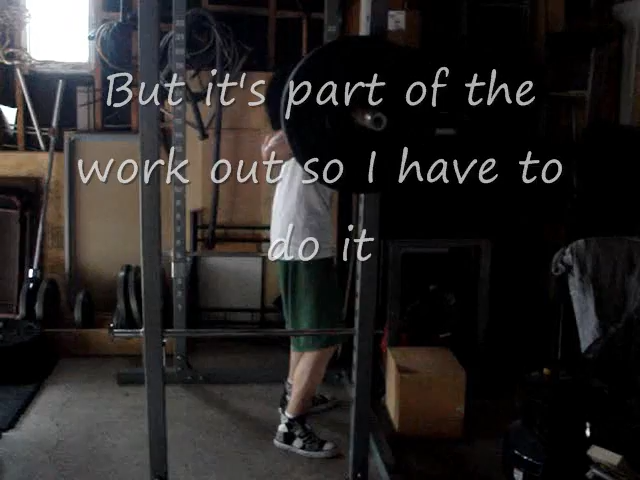 But it's part of the
work out so I have to
do it